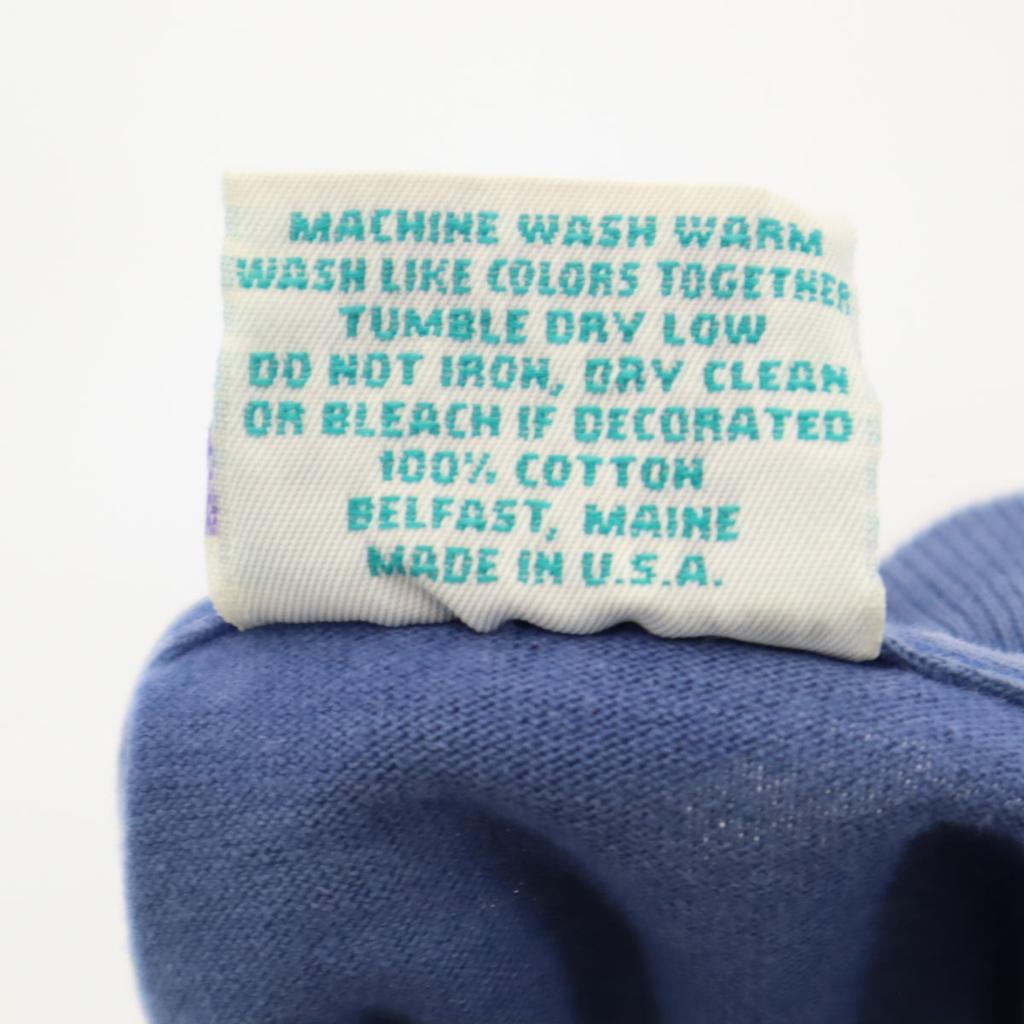 MACHINE WASH WARM
WASH LIKE COLORS TOGETHER
TUMBLE DRY LOW
DO NOT IRON, DRY CLEAN
OR BLEACH IF DECORATED
100% COTTON
BELFAST, MAINE
MADE IN U.S.A.